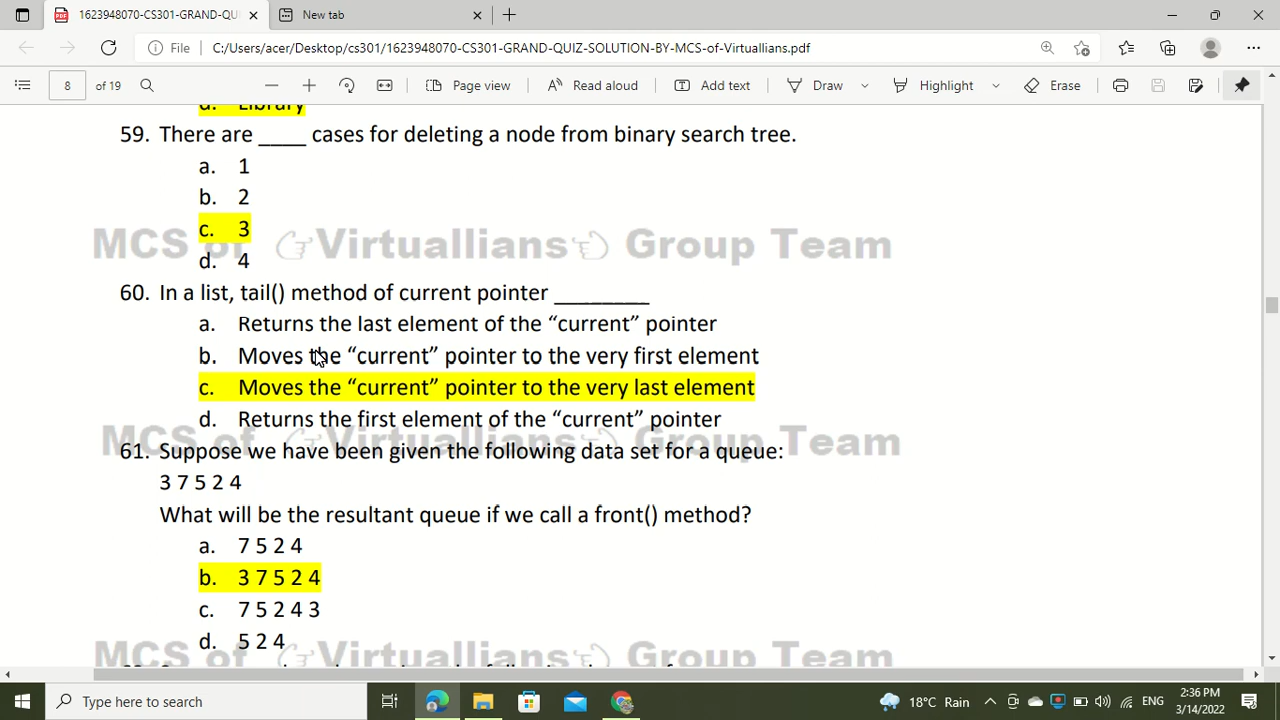 1623948070-CS301-GRAND-QU
New tab
File C:/Users/acer/Desktop/cs301/1623948070-CS301-GRAND-QUIZ-SOLUTION-BY-MCS-of-Virtuallians.pdf
8 of 19 Page view Read aloud Add text Draw Highlight Erase
d. Library
59. There are ____ cases for deleting a node from binary search tree.
a. 1
b. 2
c. 3
MCS of Virtuallians Group Team
d. 4
60. In a list, tail() method of current pointer ________
a. Returns the last element of the “current” pointer
b. Moves the “current” pointer to the very first element
c. Moves the “current” pointer to the very last element
d. Returns the first element of the “current” pointer
MCS of Virtuallians Group Team
61. Suppose we have been given the following data set for a queue:
3 7 5 2 4
What will be the resultant queue if we call a front() method?
a. 7 5 2 4
b. 3 7 5 2 4
c. 7 5 2 4 3
d. 5 2 4
MCS of Virtuallians Group Team
Type here to search
18°C Rain
ENG
2:36 PM
3/14/2022